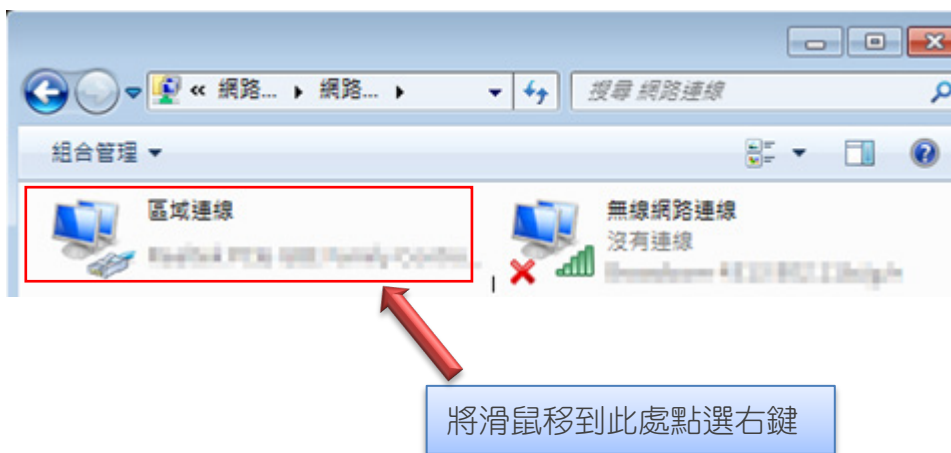 « 網路... ▸ 網路... ▸
搜尋 網路連線
組合管理
區域連線
無線網路連線
沒有連線
將滑鼠移到此處點選右鍵